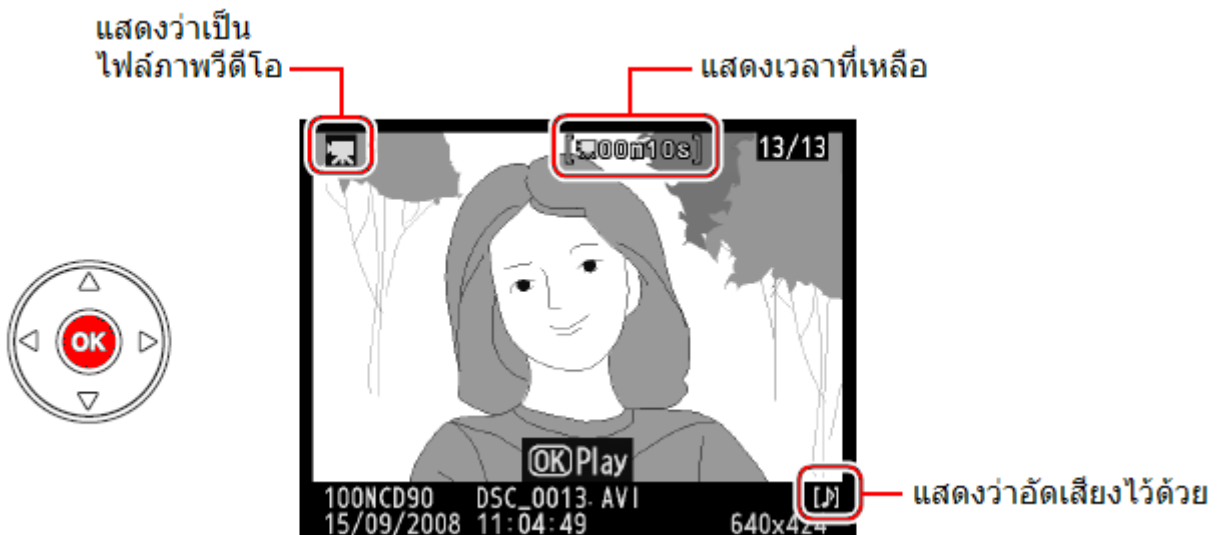 แสดงว่าเป็น
ไฟล์ภาพวีดีโอ
แสดงเวลาที่เหลือ
[00m10s]
13/13
OK
OK Play
100NCD90 DSC_0013.AVI
[♪]
แสดงว่าอัดเสียงไว้ด้วย
15/09/2008 11:04:49 640x424